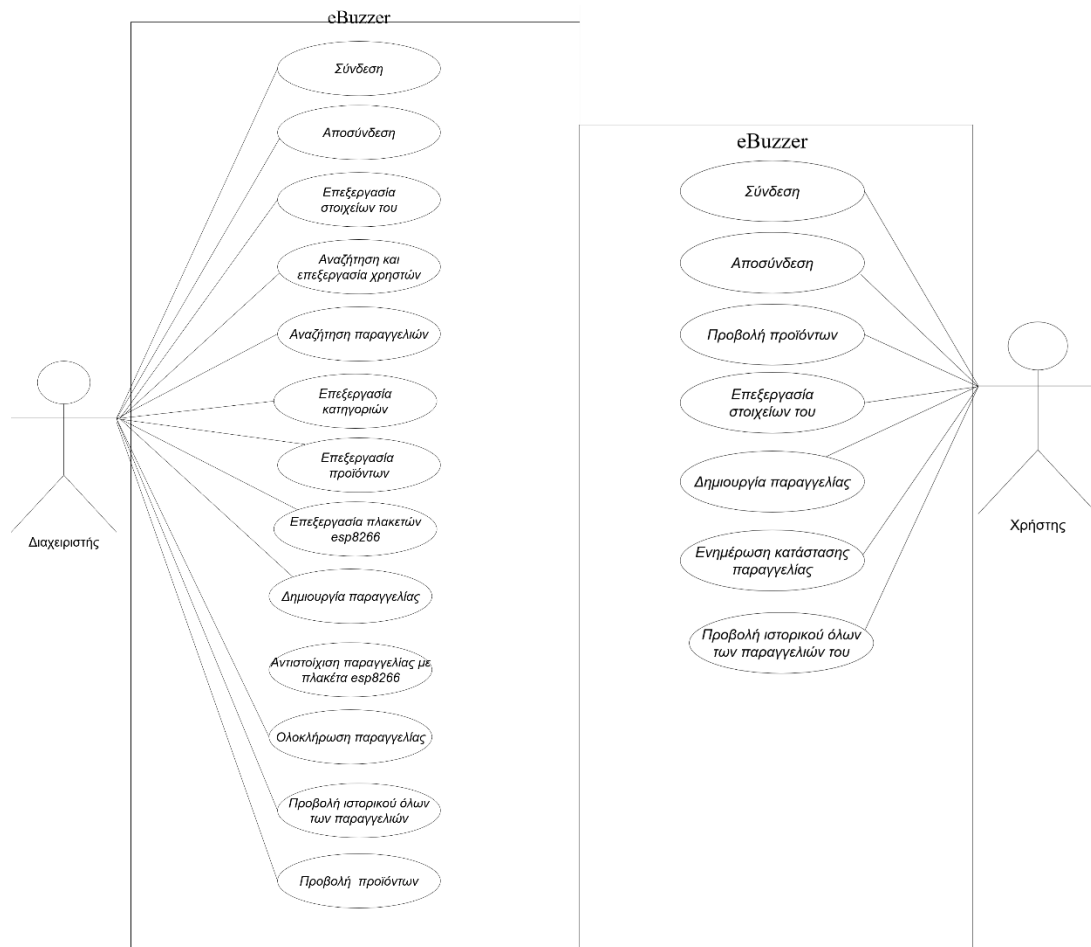 eBuzzer
Σύνδεση
Αποσύνδεση
Επεξεργασία
στοιχείων του
Αναζήτηση και
επεξεργασία χρηστών
Αναζήτηση παραγγελιών
Επεξεργασία
κατηγοριών
Επεξεργασία
προϊόντων
Επεξεργασία πλακετών
esp8266
Δημιουργία παραγγελίας
Αντιστοίχιση παραγγελίας με
πλακέτα esp8266
Ολοκλήρωση παραγγελίας
Προβολή ιστορικού όλων
των παραγγελιών
Προβολή προϊόντων
Διαχειριστής
eBuzzer
Σύνδεση
Αποσύνδεση
Προβολή προϊόντων
Επεξεργασία
στοιχείων του
Δημιουργία παραγγελίας
Ενημέρωση κατάστασης
παραγγελίας
Προβολή ιστορικού όλων
των παραγγελιών του
Χρήστης